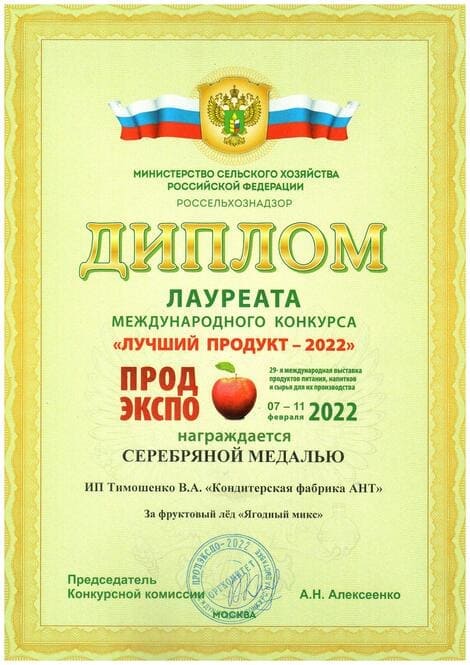 МИНИСТЕРСТВО СЕЛЬСКОГО ХОЗЯЙСТВА
РОССИЙСКОЙ ФЕДЕРАЦИИ
РОССЕЛЬХОЗНАДЗОР
ДИПЛОМ
ЛАУРЕАТА
МЕЖДУНАРОДНОГО КОНКУРСА
«ЛУЧШИЙ ПРОДУКТ – 2022»
ПРОД
ЭКСПО
29-я международная выставка
продуктов питания, напитков
и сырья для их производства
07 – 11
февраля 2022
награждается
СЕРЕБРЯНОЙ МЕДАЛЬЮ
ИП Тимошенко В.А. «Кондитерская фабрика АНТ»
За фруктовый лёд «Ягодный микс»
ПРОДЭКСПО-2022
ОРГКОМИТЕТ
Председатель
Конкурсной комиссии
А.Н. Алексеенко
МОСКВА